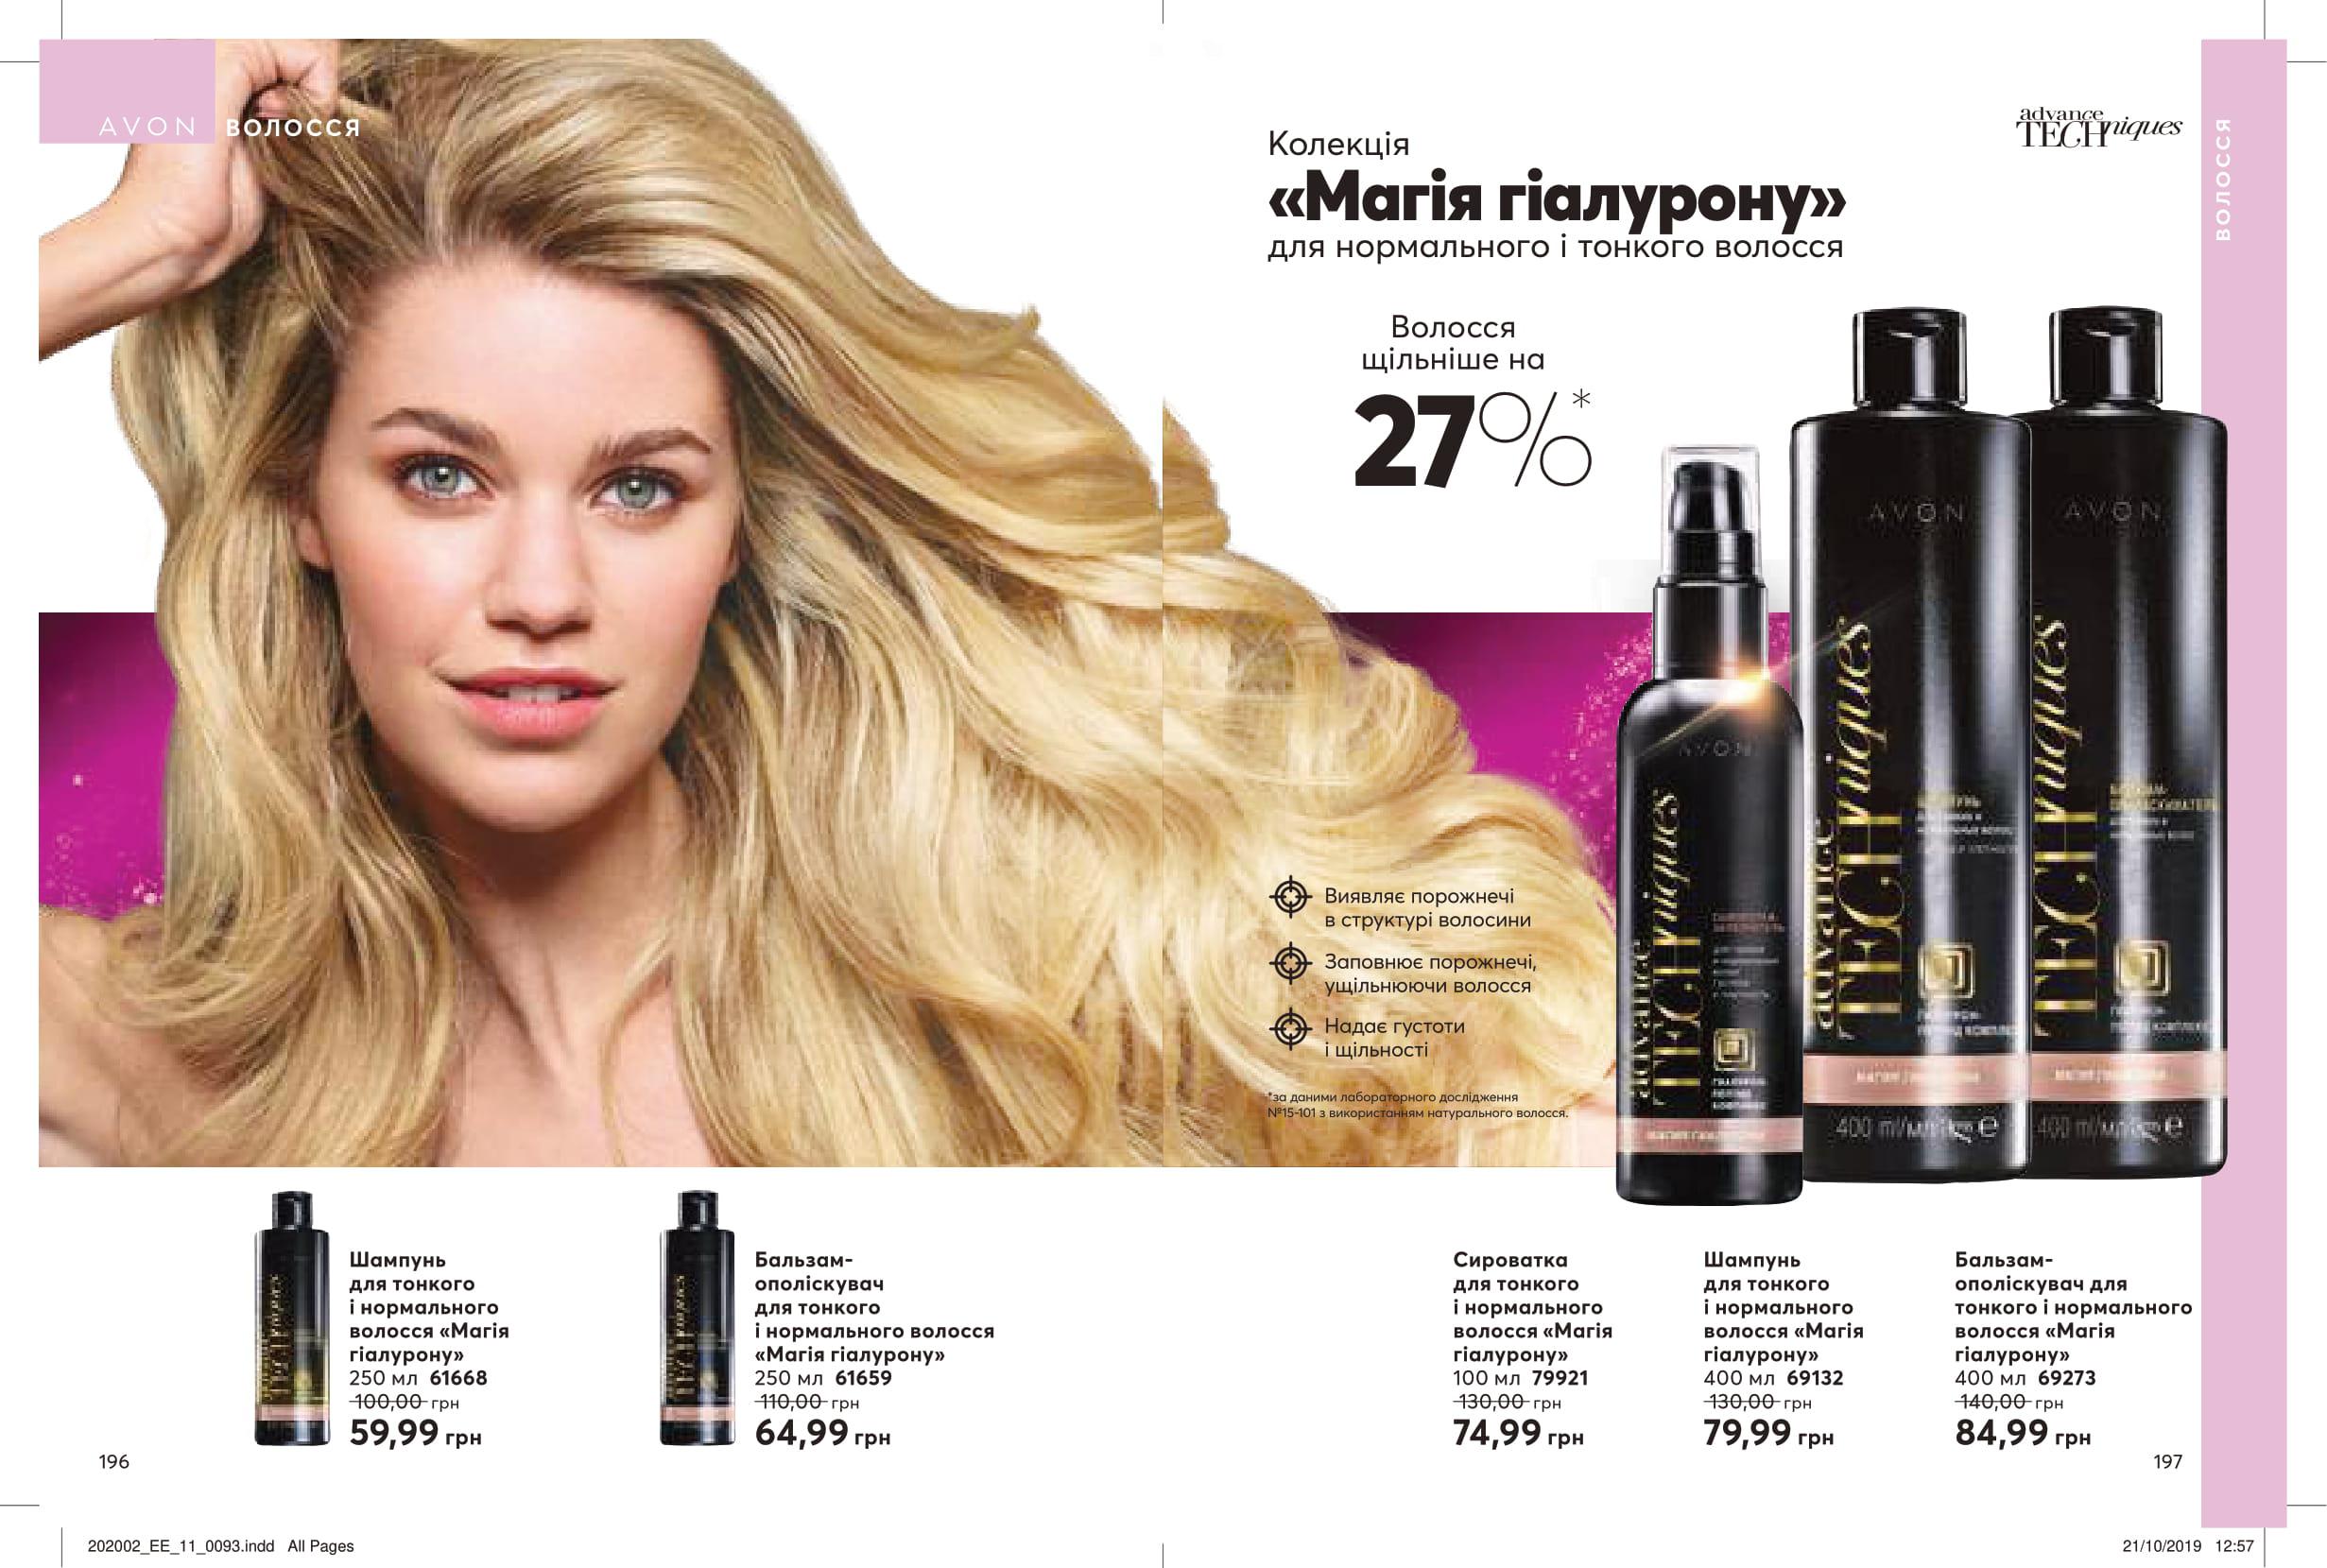 AVON ВОЛОССЯ
advance
TECHniques
ВОЛОССЯ
Колекція
«Магія гіалурону»
для нормального і тонкого волосся
Волосся
щільніше на
27%*
AVON
advance TECHniques
AVON
advance TECHniques
400 ml/мл e
AVON
TECHniques
400 ml/мл e
Виявляє порожнечі
в структурі волосини
Заповнює порожнечі,
ущільнюючи волосся
Надає густоти
і щільності
*за даними лабораторного дослідження
№15-101 з використанням натурального волосся.
Шампунь
для тонкого
і нормального
волосся «Магія
гіалурону»
250 мл 61668
100,00 грн
59,99 грн
Бальзам-
ополіскувач
для тонкого
і нормального волосся
«Магія гіалурону»
250 мл 61659
110,00 грн
64,99 грн
Сироватка
для тонкого
і нормального
волосся «Магія
гіалурону»
100 мл 79921
130,00 грн
74,99 грн
Шампунь
для тонкого
і нормального
волосся «Магія
гіалурону»
400 мл 69132
130,00 грн
79,99 грн
Бальзам-
ополіскувач для
тонкого і нормального
волосся «Магія
гіалурону»
400 мл 69273
140,00 грн
84,99 грн
196
197
202002_EE_11_0093.indd All Pages
21/10/2019 12:57